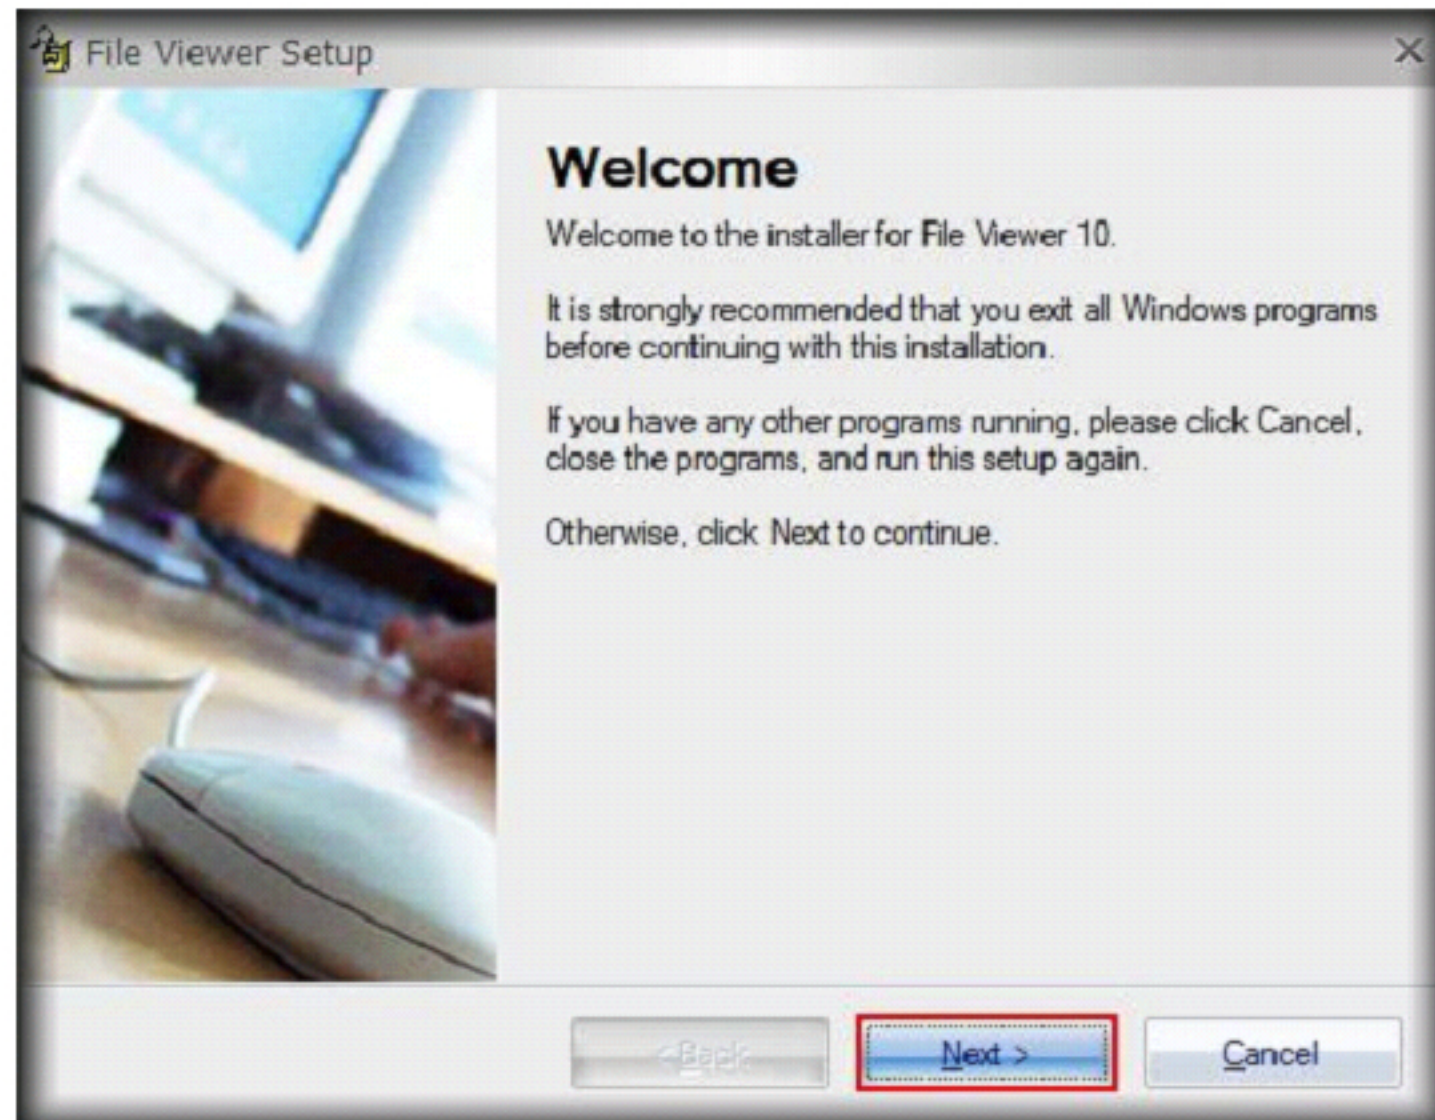 File Viewer Setup
Welcome
Welcome to the installer for File Viewer 10.
It is strongly recommended that you exit all Windows programs
before continuing with this installation.
If you have any other programs running, please click Cancel,
close the programs, and run this setup again.
Otherwise, click Next to continue.
< Back
Next >
Cancel